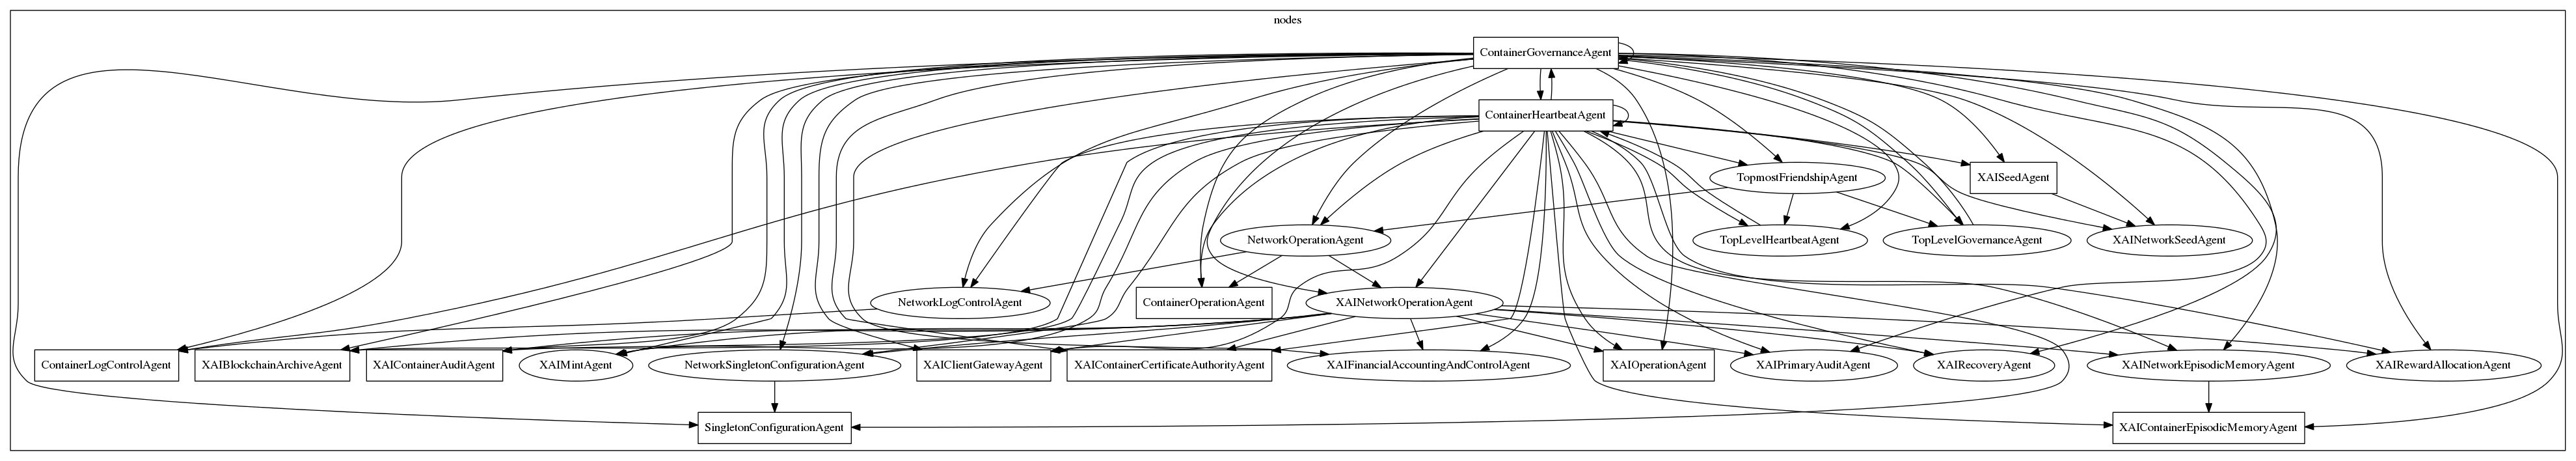 nodes
ContainerGovernanceAgent
ContainerHeartbeatAgent
TopmostFriendshipAgent
XAISeedAgent
NetworkOperationAgent
TopLevelHeartbeatAgent
TopLevelGovernanceAgent
XAINetworkSeedAgent
NetworkLogControlAgent
ContainerOperationAgent
XAINetworkOperationAgent
ContainerLogControlAgent
XAIBlockchainArchiveAgent
XAIContainerAuditAgent
XAIMintAgent
NetworkSingletonConfigurationAgent
XAIClientGatewayAgent
XAIContainerCertificateAuthorityAgent
XAIFinancialAccountingAndControlAgent
XAIOperationAgent
XAIPrimaryAuditAgent
XAIRecoveryAgent
XAINetworkEpisodicMemoryAgent
XAIRewardAllocationAgent
SingletonConfigurationAgent
XAIContainerEpisodicMemoryAgent